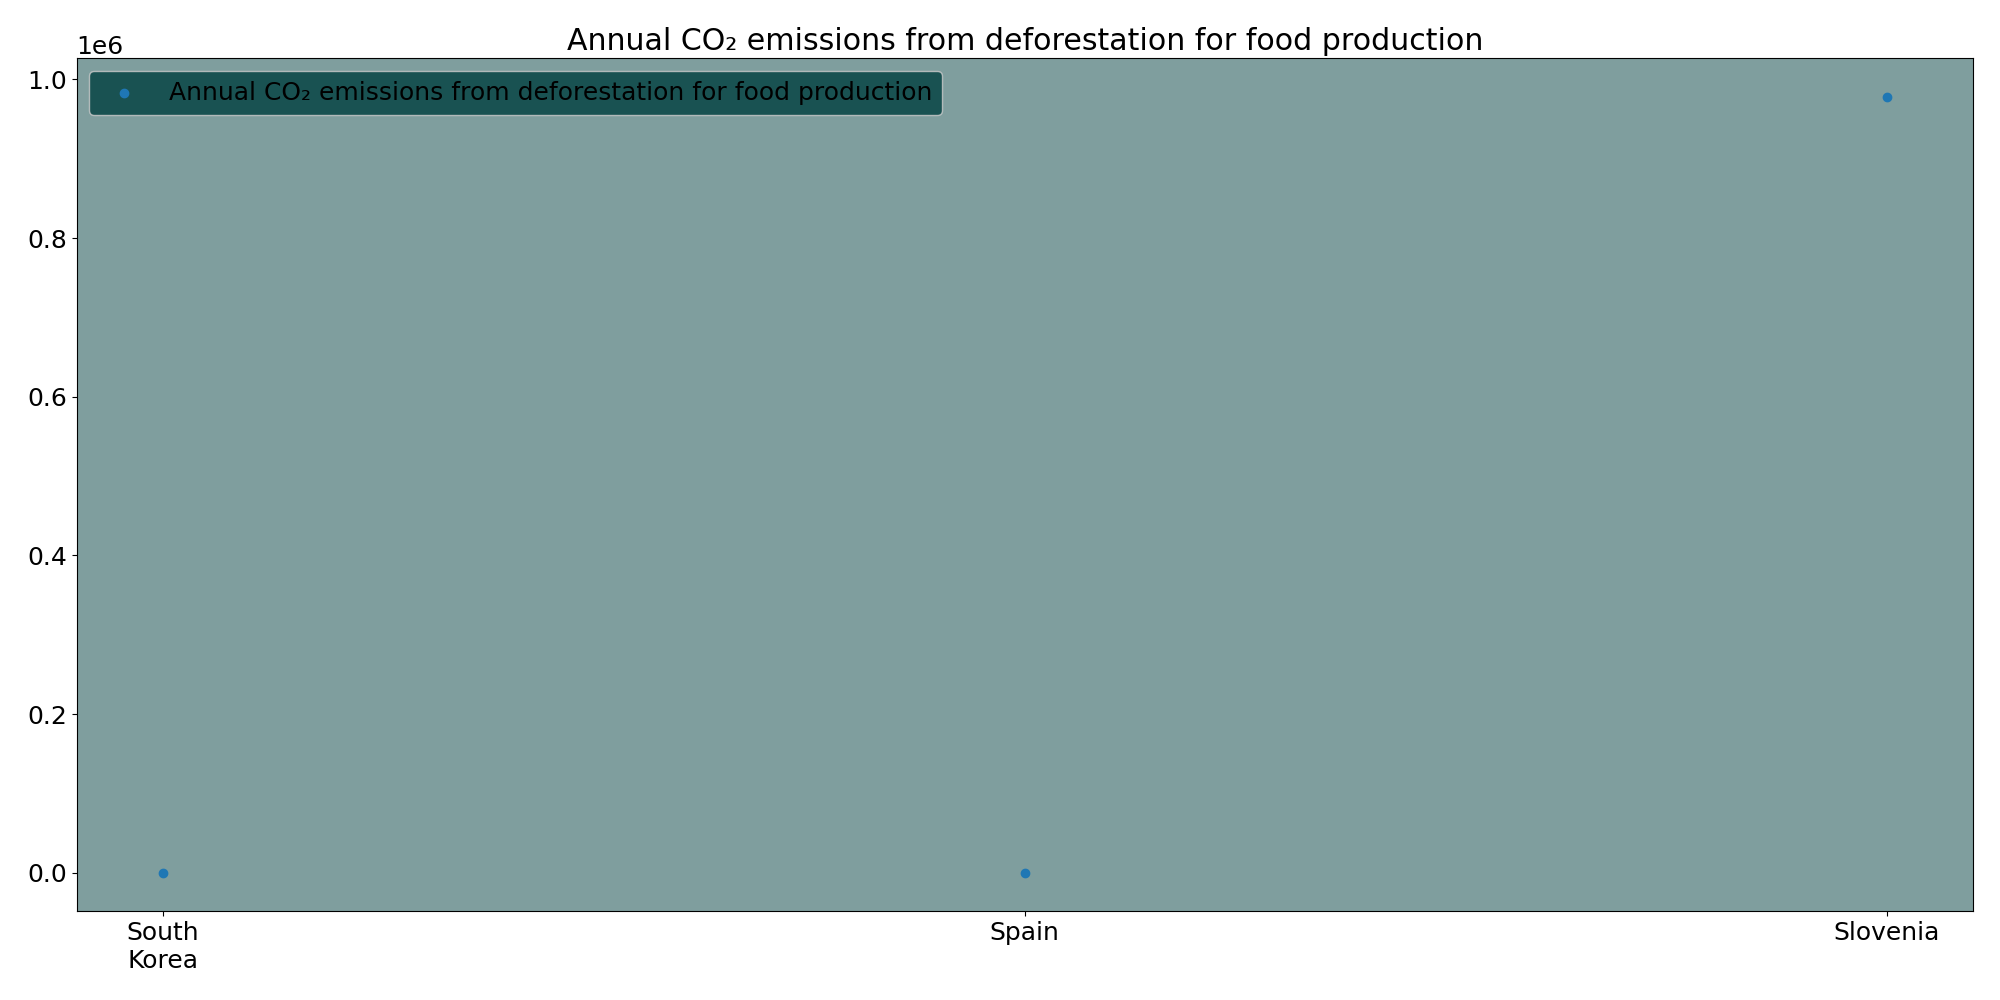 Annual CO₂ emissions from deforestation for food production
1e6
1.0
Annual CO₂ emissions from deforestation for food production
0.8
0.6
0.4
0.2
0.0
South
Korea
Spain
Slovenia